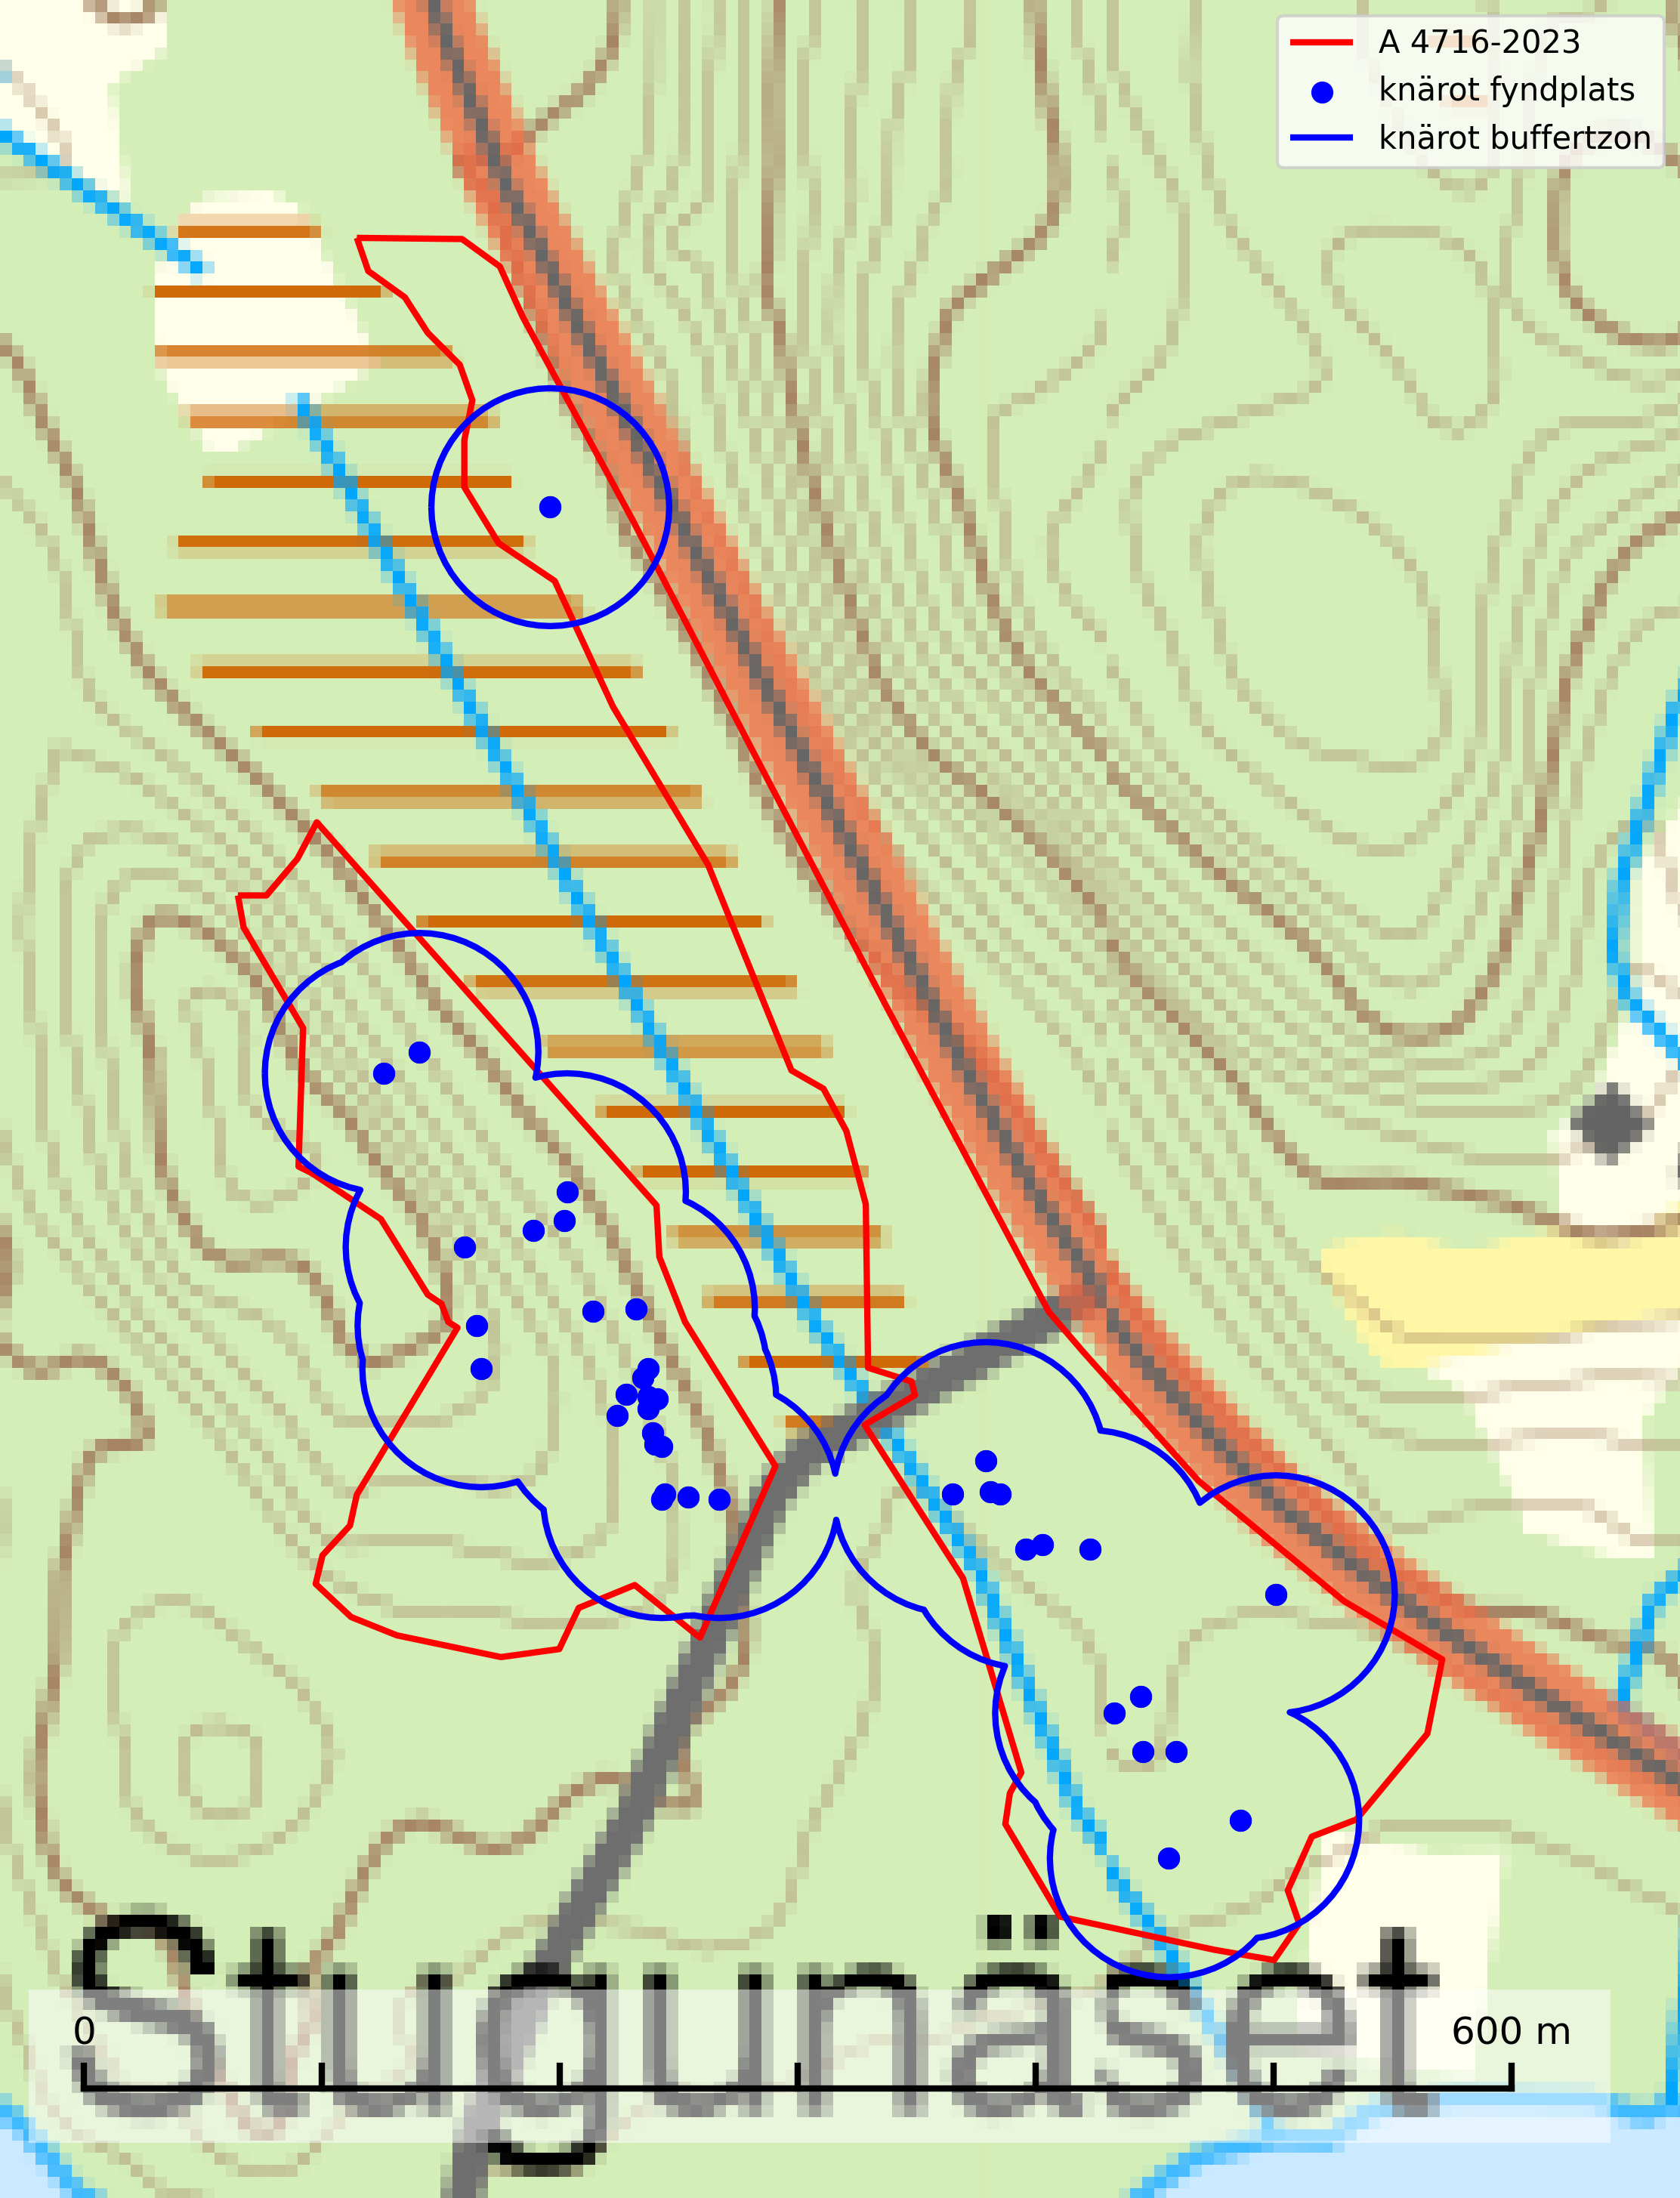 A 4716-2023
knärot fyndplats
knärot buffertzon
Stugunäset
0 600 m